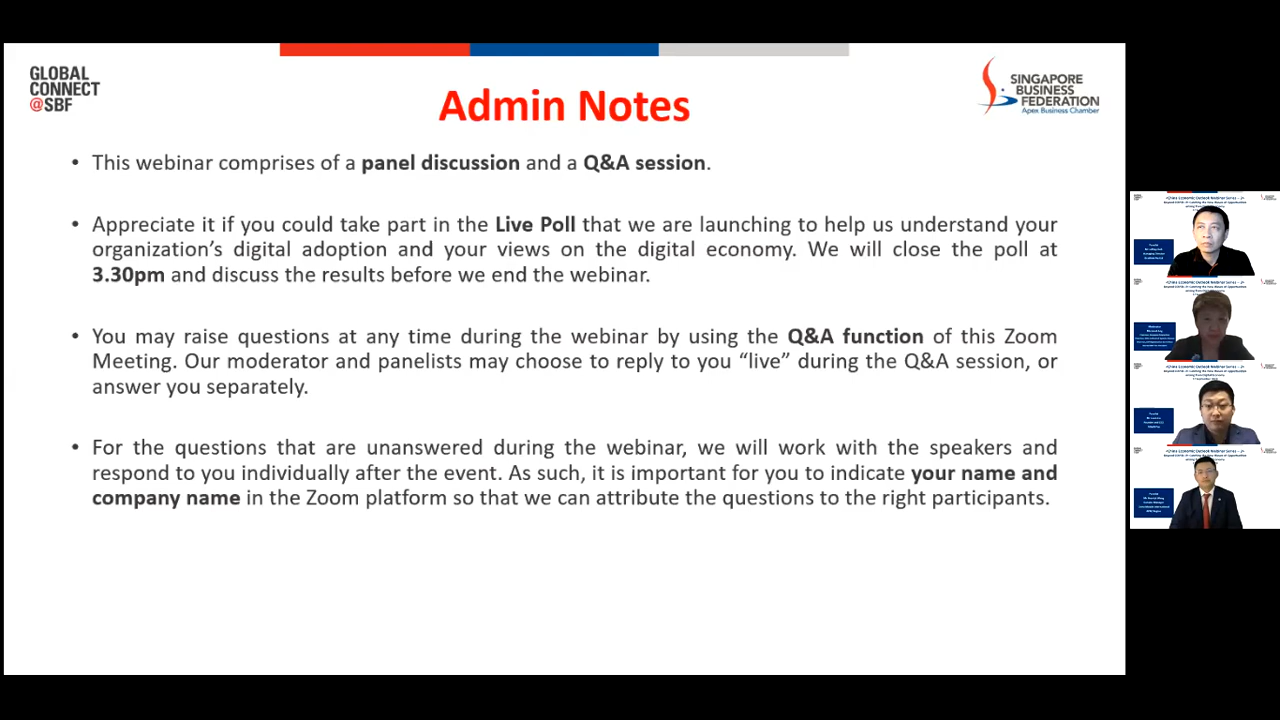 GLOBAL
CONNECT
@SBF
SINGAPORE
BUSINESS
FEDERATION
Apex Business Chamber
Admin Notes
• This webinar comprises of a panel discussion and a Q&A session.
• Appreciate it if you could take part in the Live Poll that we are launching to help us understand your
organization’s digital adoption and your views on the digital economy. We will close the poll at
3.30pm and discuss the results before we end the webinar.
• You may raise questions at any time during the webinar by using the Q&A function of this Zoom
Meeting. Our moderator and panelists may choose to reply to you “live” during the Q&A session, or
answer you separately.
• For the questions that are unanswered during the webinar, we will work with the speakers and
respond to you individually after the event. As such, it is important for you to indicate your name and
company name in the Zoom platform so that we can attribute the questions to the right participants.